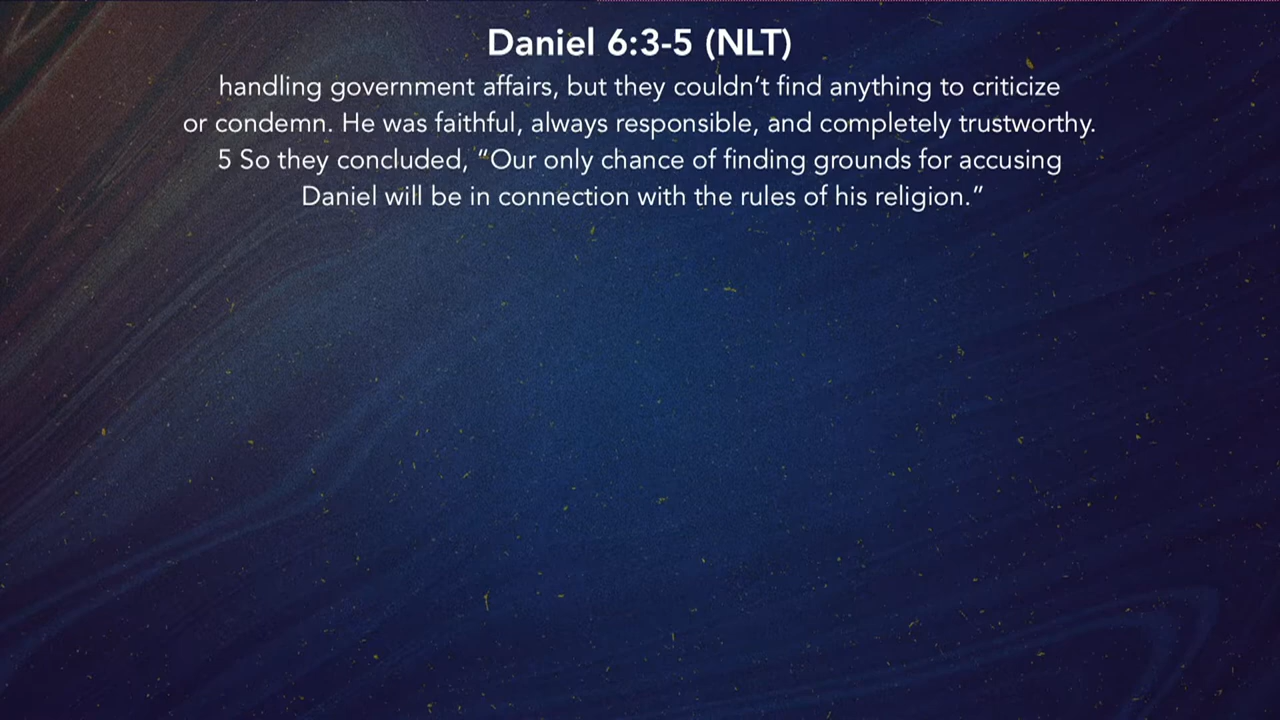 Daniel 6:3-5 (NLT)
handling government affairs, but they couldn’t find anything to criticize
or condemn. He was faithful, always responsible, and completely trustworthy.
5 So they concluded, “Our only chance of finding grounds for accusing
Daniel will be in connection with the rules of his religion.”